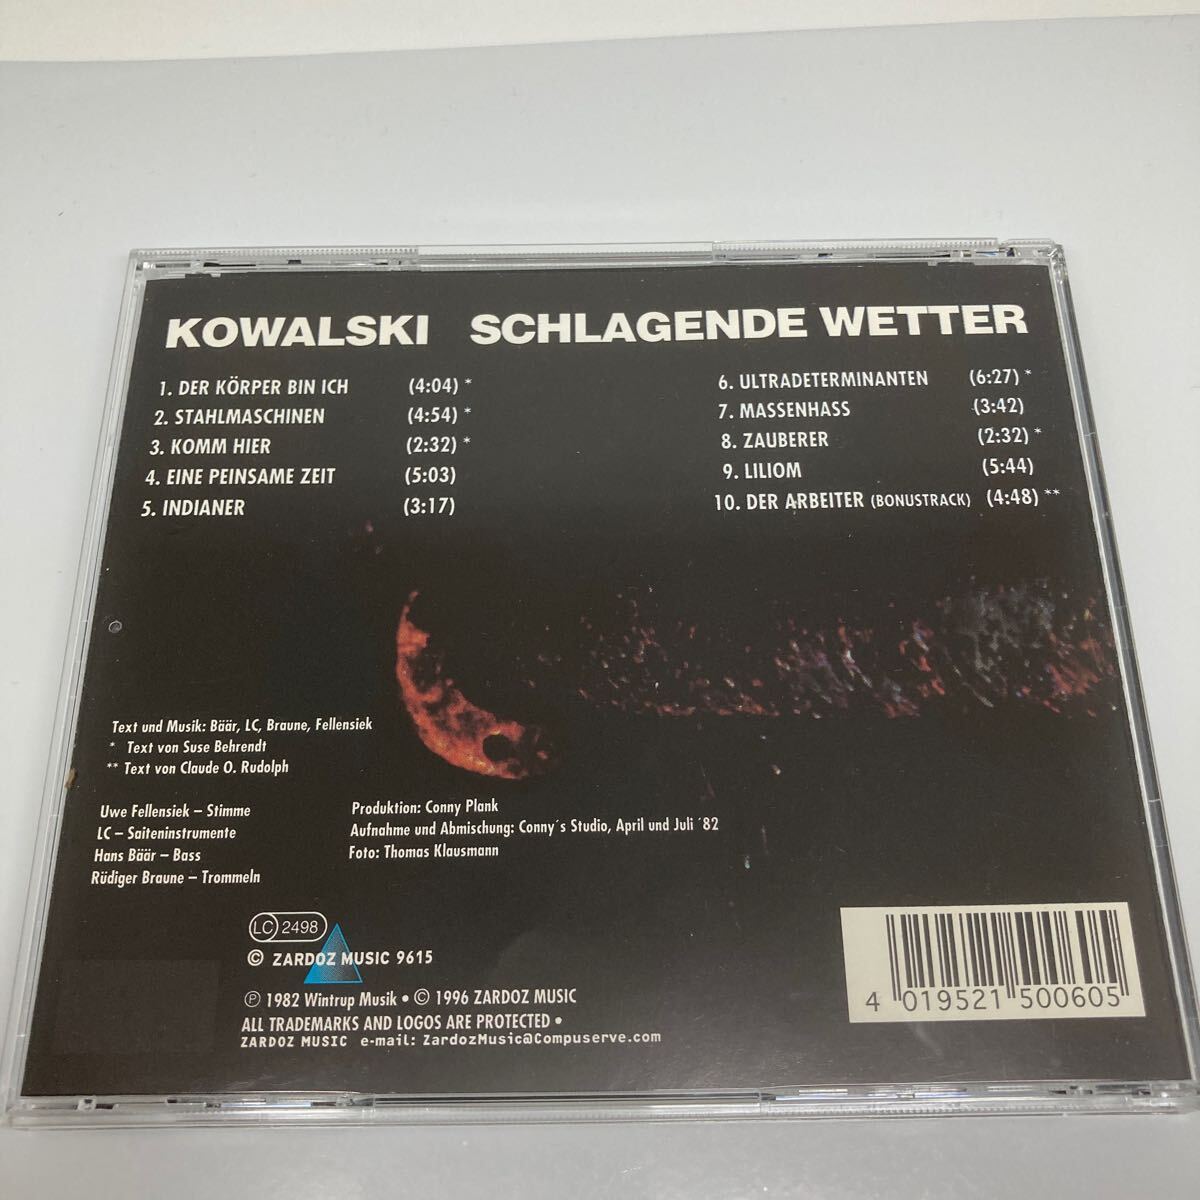 KOWALSKI SCHLAGENDE WETTER
1. DER KÖRPER BIN ICH (4:04) *
2. STAHLMASCHINEN (4:54) *
3. KOMM HIER (2:32) *
4. EINE PEINSAME ZEIT (5:03)
5. INDIANER (3:17)
6. ULTRADETERMINANTEN (6:27) *
7. MASSENHASS (3:42)
8. ZAUBERER (2:32) *
9. LILIOM (5:44)
10. DER ARBEITER (BONUSTRACK) (4:48) **
Text und Musik: Bäär, LC, Braune, Fellensiek
* Text von Suse Behrendt
** Text von Claude O. Rudolph
Uwe Fellensiek – Stimme
LC – Saiteninstrumente
Hans Bäär – Bass
Rüdiger Braune – Trommeln
Produktion: Conny Plank
Aufnahme und Abmischung: Conny´s Studio, April und Juli ´82
Foto: Thomas Klausmann
LC 2498
© ZARDOZ MUSIC 9615
℗ 1982 Wintrup Musik • © 1996 ZARDOZ MUSIC
ALL TRADEMARKS AND LOGOS ARE PROTECTED •
ZARDOZ MUSIC e-mail: ZardozMusic@Compuserve.com
4 019521 500605